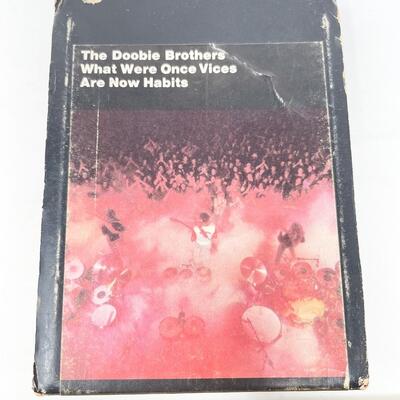 The Doobie Brothers
What Were Once Vices
Are Now Habits